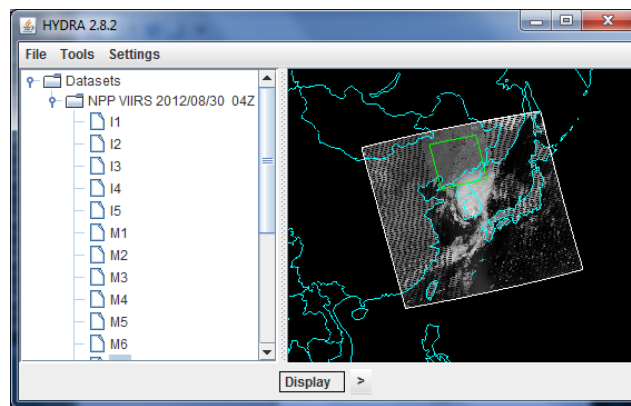 HYDRA 2.8.2
File Tools Settings
Datasets
NPP VIIRS 2012/08/30 04Z
I1
I2
I3
I4
I5
M1
M2
M3
M4
M5
M6
Display >